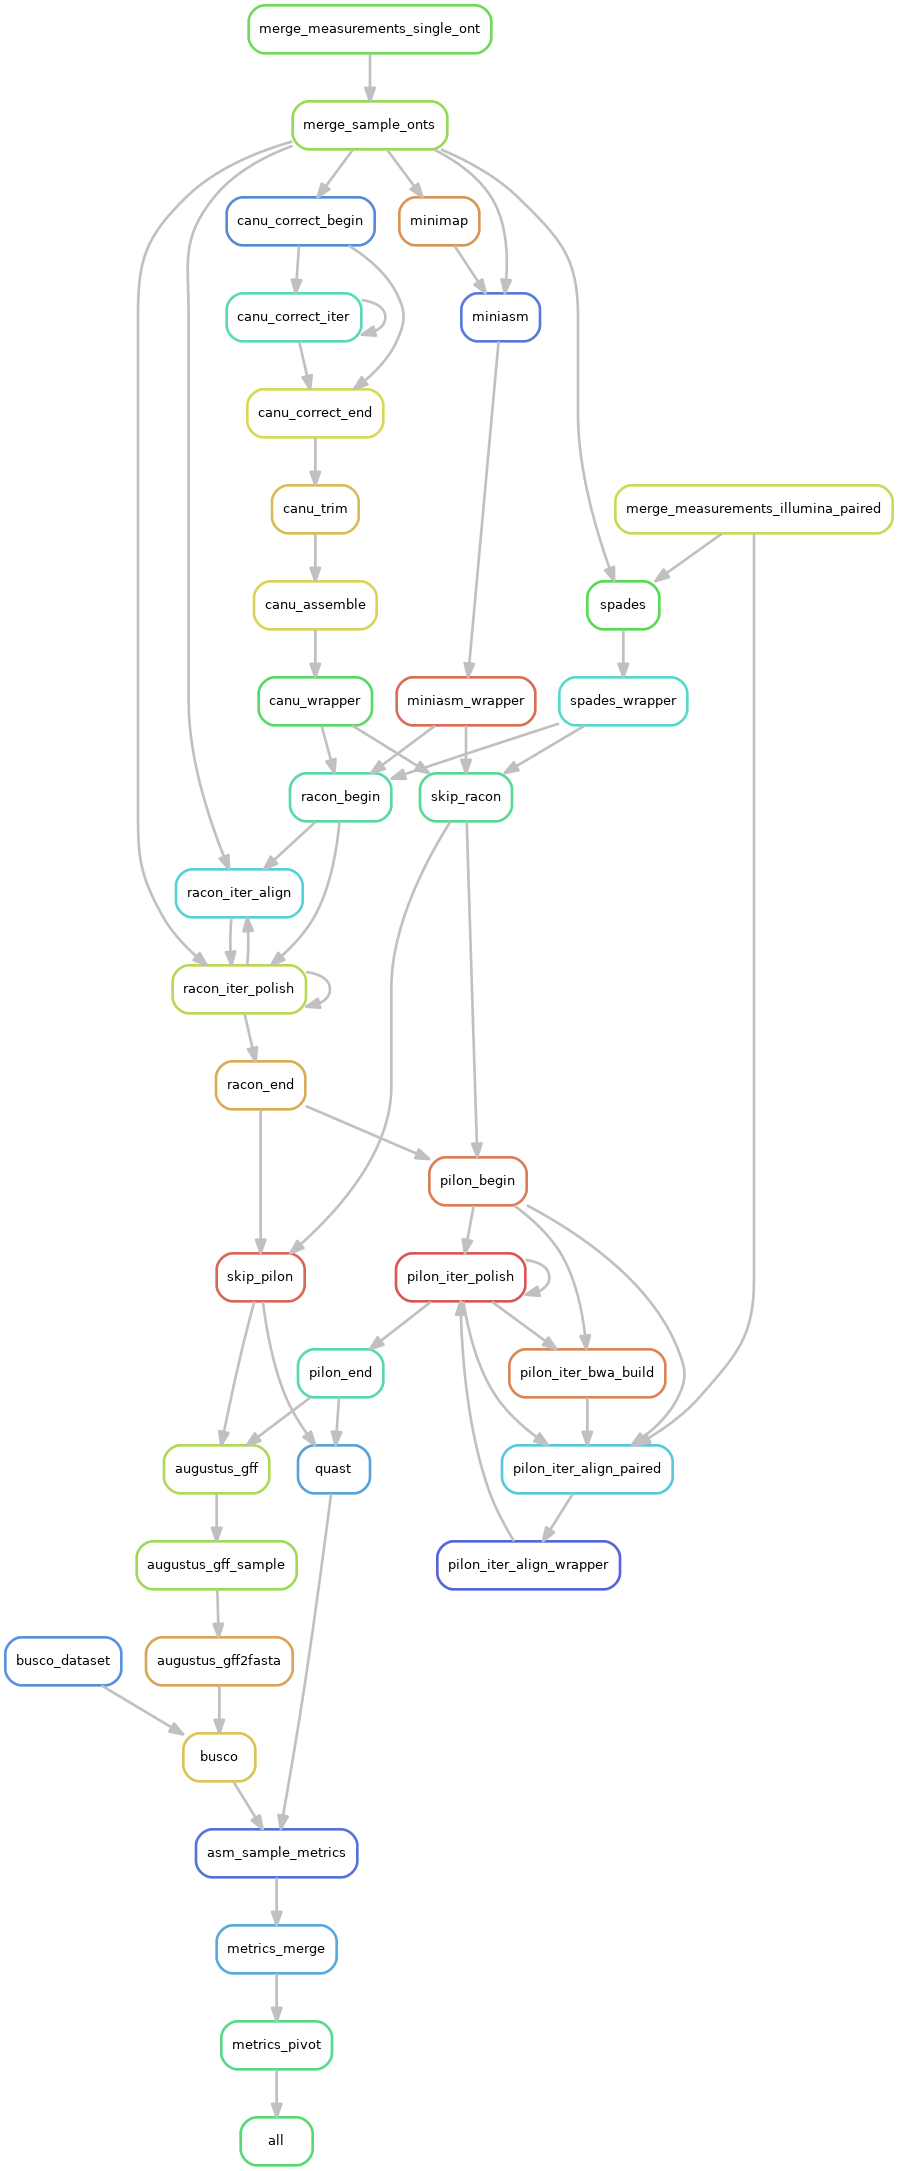 merge_measurements_single_ont
merge_sample_onts
canu_correct_begin
minimap
canu_correct_iter
miniasm
canu_correct_end
canu_trim
merge_measurements_illumina_paired
canu_assemble
spades
canu_wrapper
miniasm_wrapper
spades_wrapper
racon_begin
skip_racon
racon_iter_align
racon_iter_polish
racon_end
pilon_begin
skip_pilon
pilon_iter_polish
pilon_end
pilon_iter_bwa_build
augustus_gff
quast
pilon_iter_align_paired
augustus_gff_sample
pilon_iter_align_wrapper
busco_dataset
augustus_gff2fasta
busco
asm_sample_metrics
metrics_merge
metrics_pivot
all